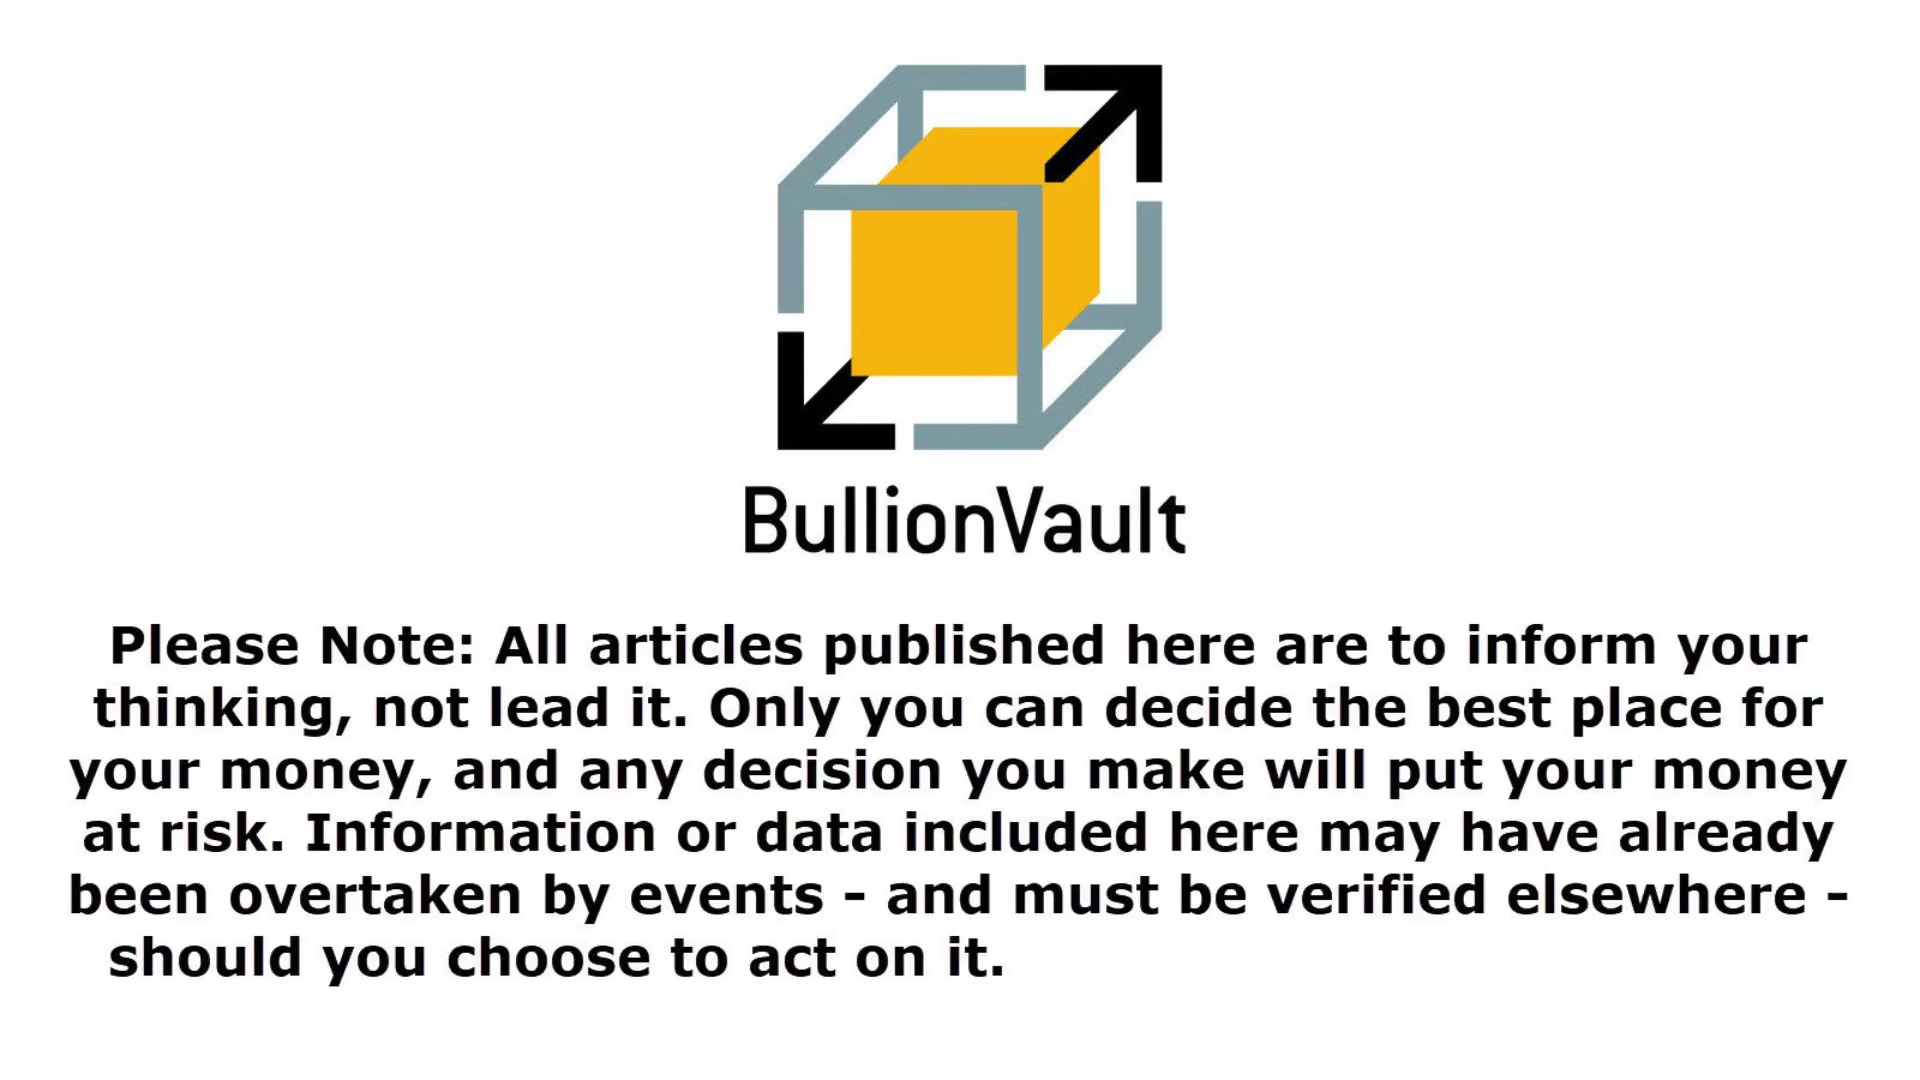 BullionVault
Please Note: All articles published here are to inform your
thinking, not lead it. Only you can decide the best place for
your money, and any decision you make will put your money
at risk. Information or data included here may have already
been overtaken by events - and must be verified elsewhere -
should you choose to act on it.